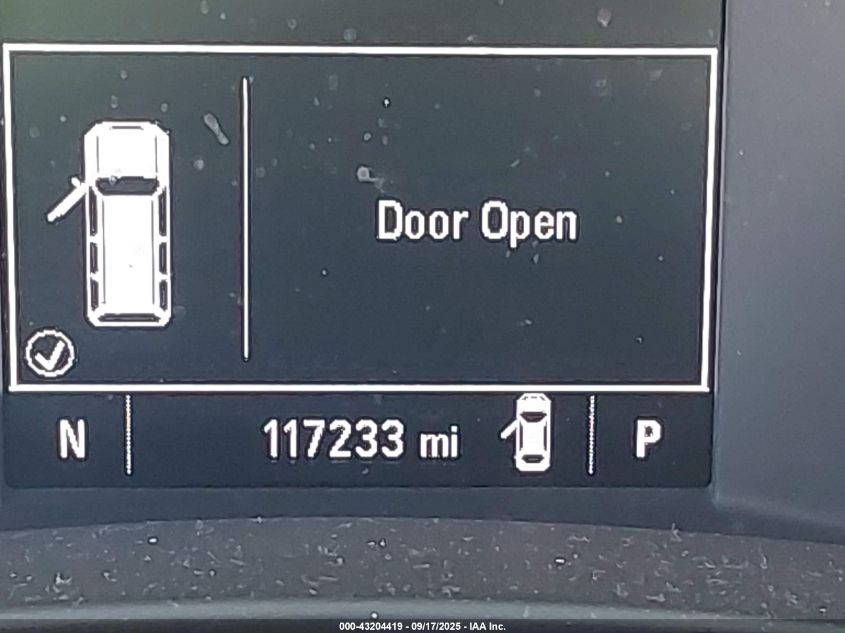 Door Open
N 117233 mi P
000-43204419 - 09/17/2025 - IAA Inc.